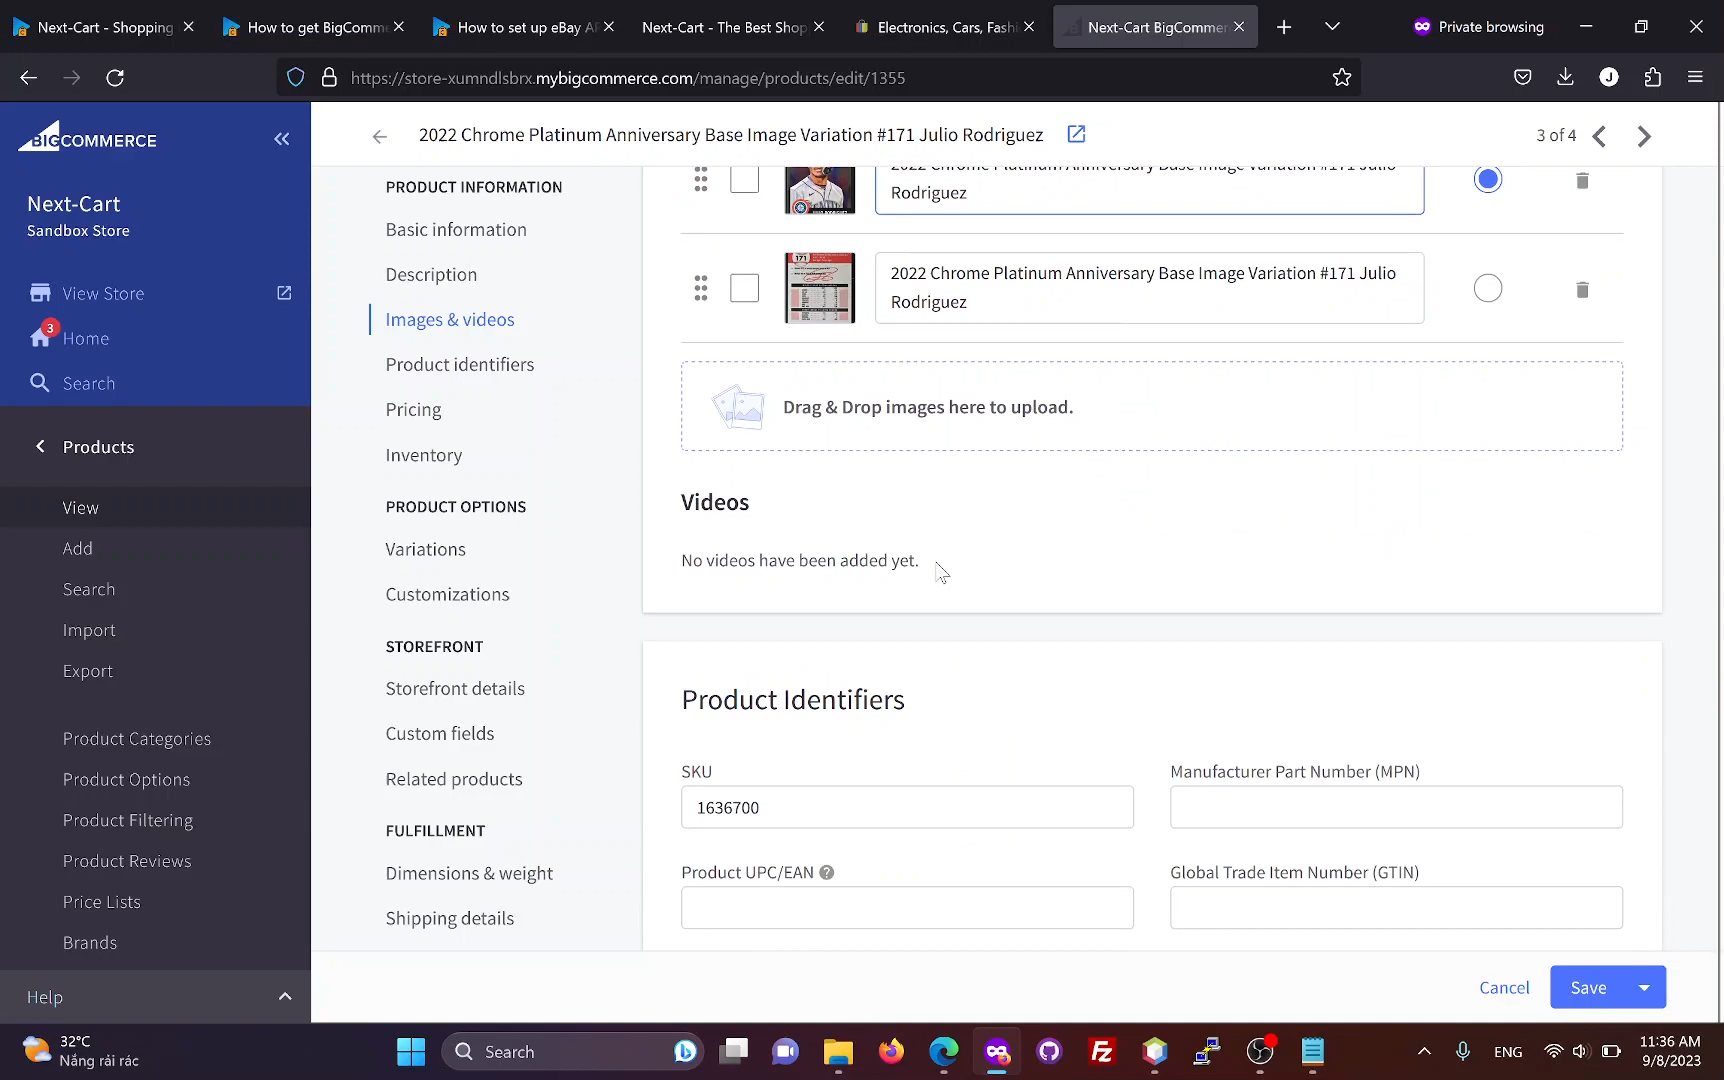 Next-Cart - Shopping
How to get BigComme
How to set up eBay AP
Next-Cart - The Best Shop
Electronics, Cars, Fashi
Next-Cart BigCommer
Private browsing
https://store-xumndlsbrx.mybigcommerce.com/manage/products/edit/1355
J
BIGCOMMERCE
2022 Chrome Platinum Anniversary Base Image Variation #171 Julio Rodriguez
3 of 4
Next-Cart
Sandbox Store
View Store
3
Home
Search
Products
View
Add
Search
Import
Export
Product Categories
Product Options
Product Filtering
Product Reviews
Price Lists
Brands
Help
PRODUCT INFORMATION
Basic information
Description
Images & videos
Product identifiers
Pricing
Inventory
PRODUCT OPTIONS
Variations
Customizations
STOREFRONT
Storefront details
Custom fields
Related products
FULFILLMENT
Dimensions & weight
Shipping details
2022 Chrome Platinum Anniversary Base Image Variation #171 Julio
Rodriguez
171
2022 Chrome Platinum Anniversary Base Image Variation #171 Julio
Rodriguez
Drag & Drop images here to upload.
Videos
No videos have been added yet.
Product Identifiers
SKU
Manufacturer Part Number (MPN)
1636700
Product UPC/EAN
Global Trade Item Number (GTIN)
Cancel
Save
32°C
Nắng rải rác
Search
Fz
ENG
11:36 AM
9/8/2023